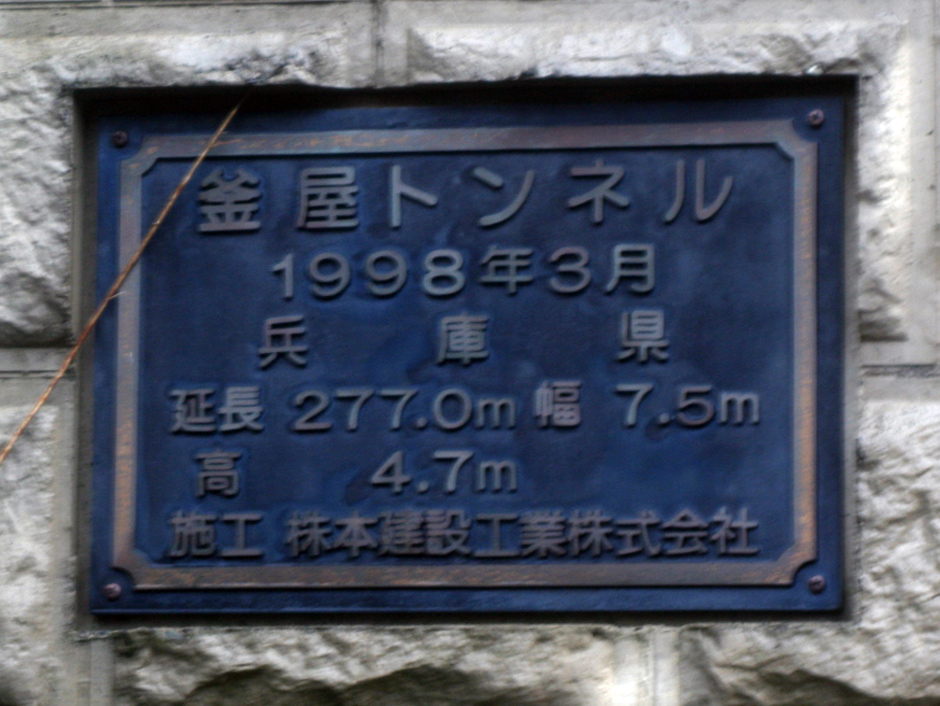 釜屋トンネル
1998年3月
兵庫県
延長 277.0m 幅 7.5m
高 4.7m
施工 株本建設工業株式会社